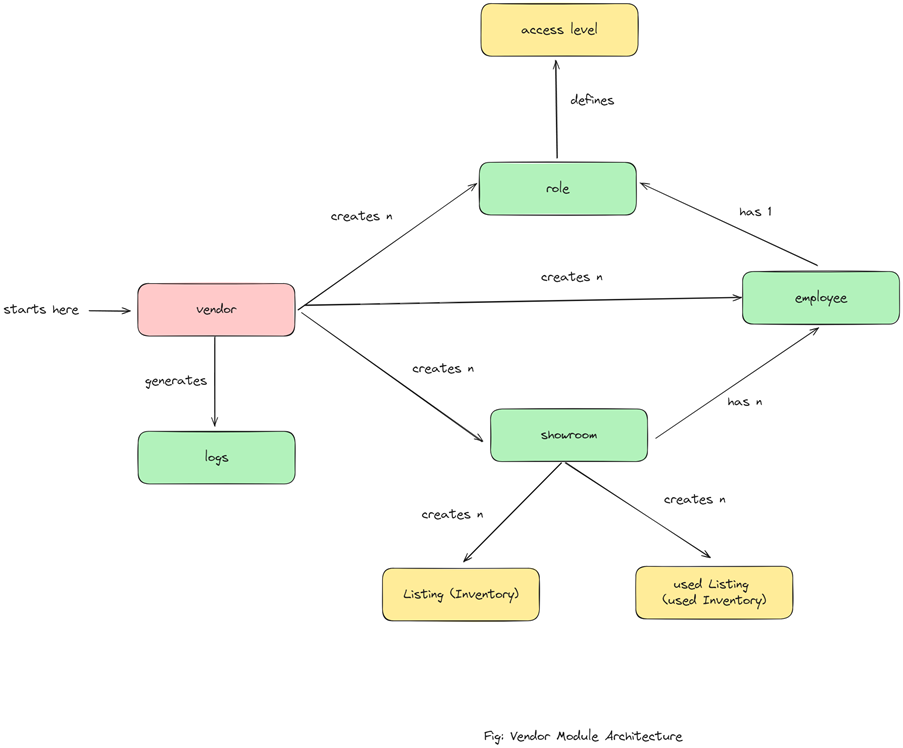 access level
defines
role
creates n
has 1
creates n
employee
starts here
vendor
creates n
generates
has n
showroom
logs
creates n
creates n
Listing (Inventory)
used Listing
(used Inventory)
Fig: Vendor Module Architecture